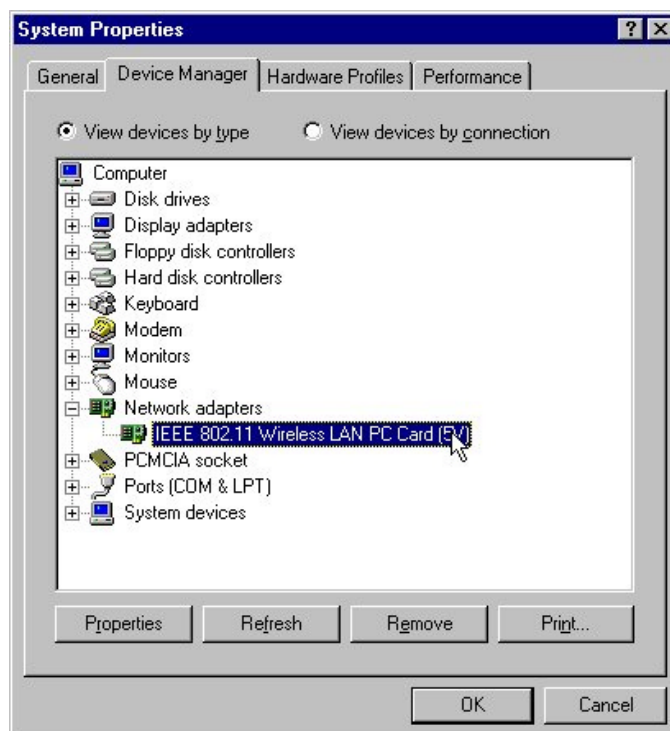 System Properties
General Device Manager Hardware Profiles Performance
View devices by type View devices by connection
Computer
Disk drives
Display adapters
Floppy disk controllers
Hard disk controllers
Keyboard
Modem
Monitors
Mouse
Network adapters
IEEE 802.11 Wireless LAN PC Card (5V)
PCMCIA socket
Ports (COM & LPT)
System devices
Properties Refresh Remove Print...
OK Cancel